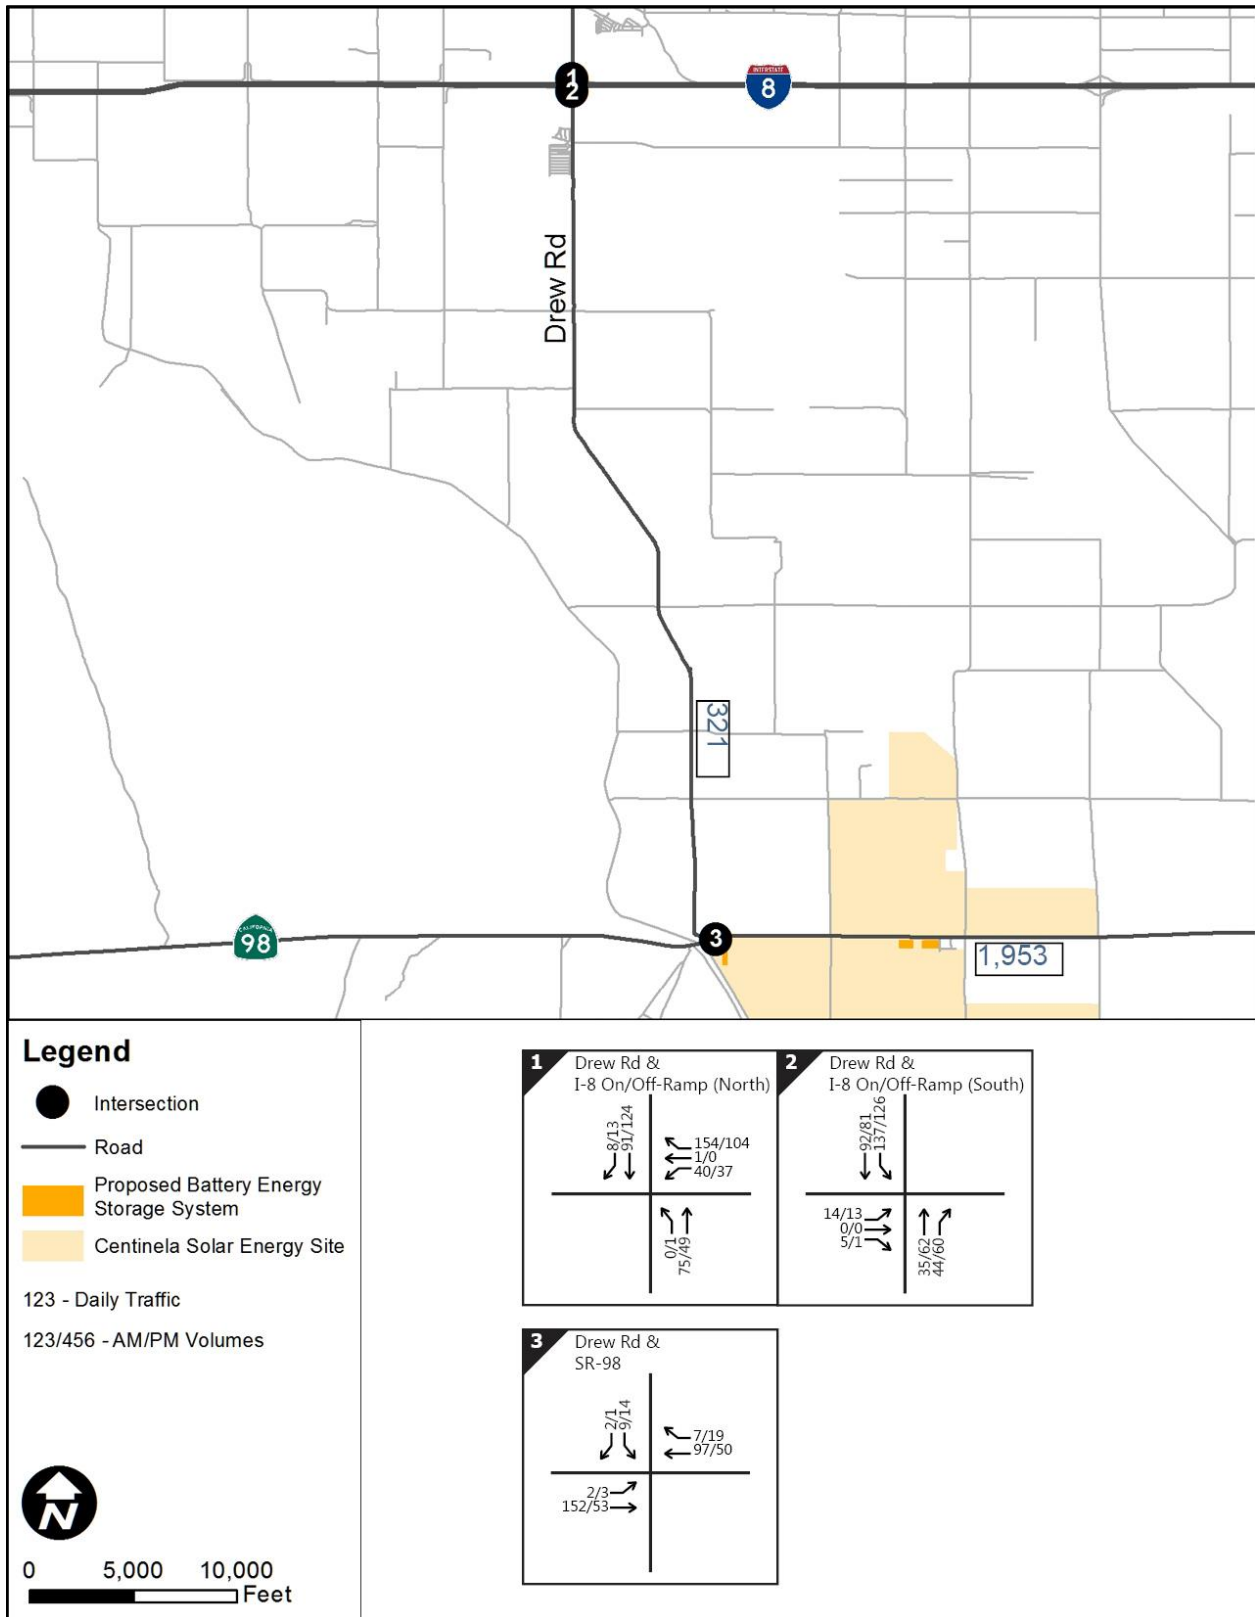 1
2
INTERSTATE
8
Drew Rd
321
CALIFORNIA
98
3
1,953
Legend
Intersection
Road
Proposed Battery Energy
Storage System
Centinela Solar Energy Site
123 - Daily Traffic
123/456 - AM/PM Volumes
N
0 5,000 10,000
Feet
1
Drew Rd &
I-8 On/Off-Ramp (North)
8/13
91/124
154/104
1/0
40/37
0/1
75/49
2
Drew Rd &
I-8 On/Off-Ramp (South)
92/81
137/126
14/13
0/0
5/1
35/62
44/60
3
Drew Rd &
SR-98
2/1
9/14
7/19
97/50
2/3
152/53